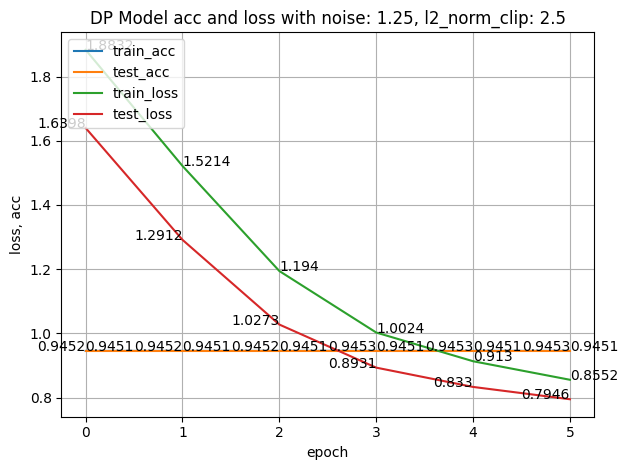 DP Model acc and loss with noise: 1.25, l2_norm_clip: 2.5
train_acc
test_acc
train_loss
test_loss
loss, acc
1.8
1.6
1.4
1.2
1.0
0.8
1.8832
1.6398
1.5214
1.2912
1.194
1.0273
1.0024
0.9452 0.9451 0.9452 0.9451 0.9452 0.9451 0.9453 0.9451 0.9453 0.9451 0.9453 0.9451
0.8931
0.913
0.833
0.8552
0.7946
0 1 2 3 4 5
epoch